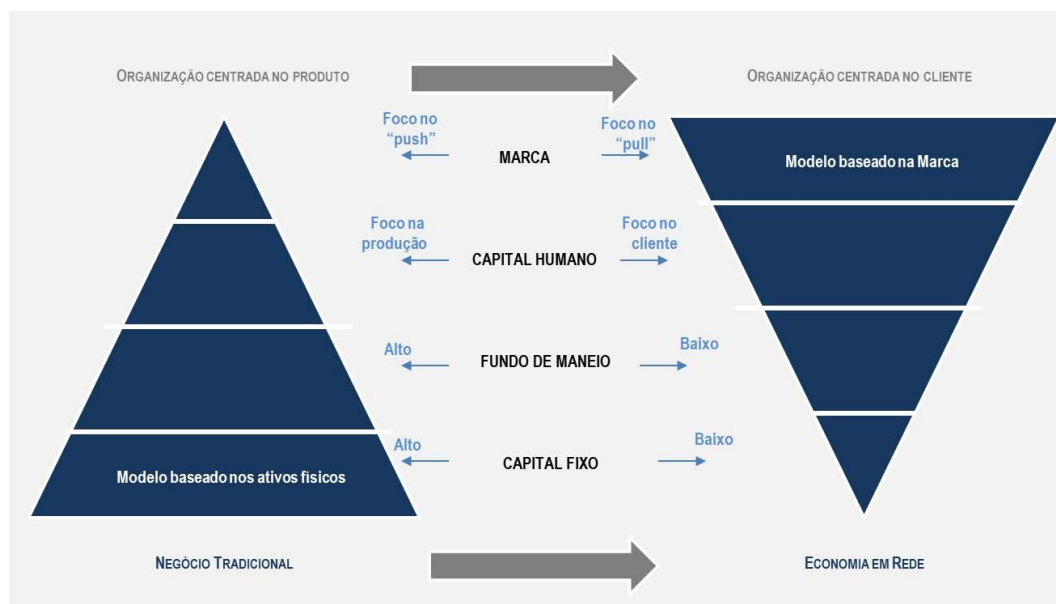 ORGANIZAÇÃO CENTRADA NO PRODUTO
ORGANIZAÇÃO CENTRADA NO CLIENTE
Foco no
“push”
MARCA
Foco no
“pull”
Modelo baseado na Marca
Foco na
produção
CAPITAL HUMANO
Foco no
cliente
Alto
FUNDO DE MANEIO
Baixo
Alto
CAPITAL FIXO
Baixo
Modelo baseado nos ativos físicos
NEGÓCIO TRADICIONAL
ECONOMIA EM REDE